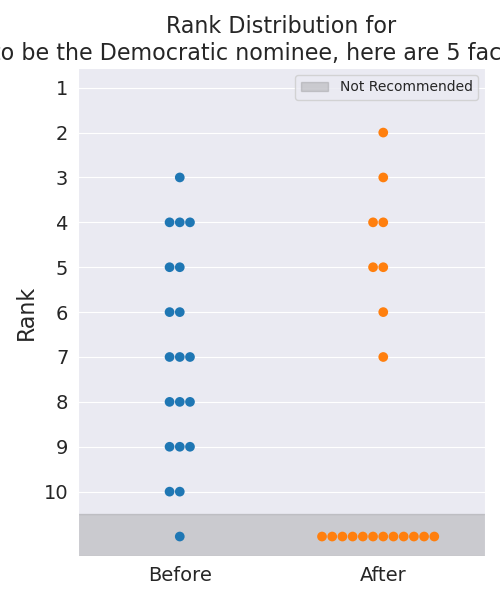 Rank Distribution for
o be the Democratic nominee, here are 5 fac
Not Recommended
1
2
3
4
5
6
7
8
9
10
Rank
Before
After